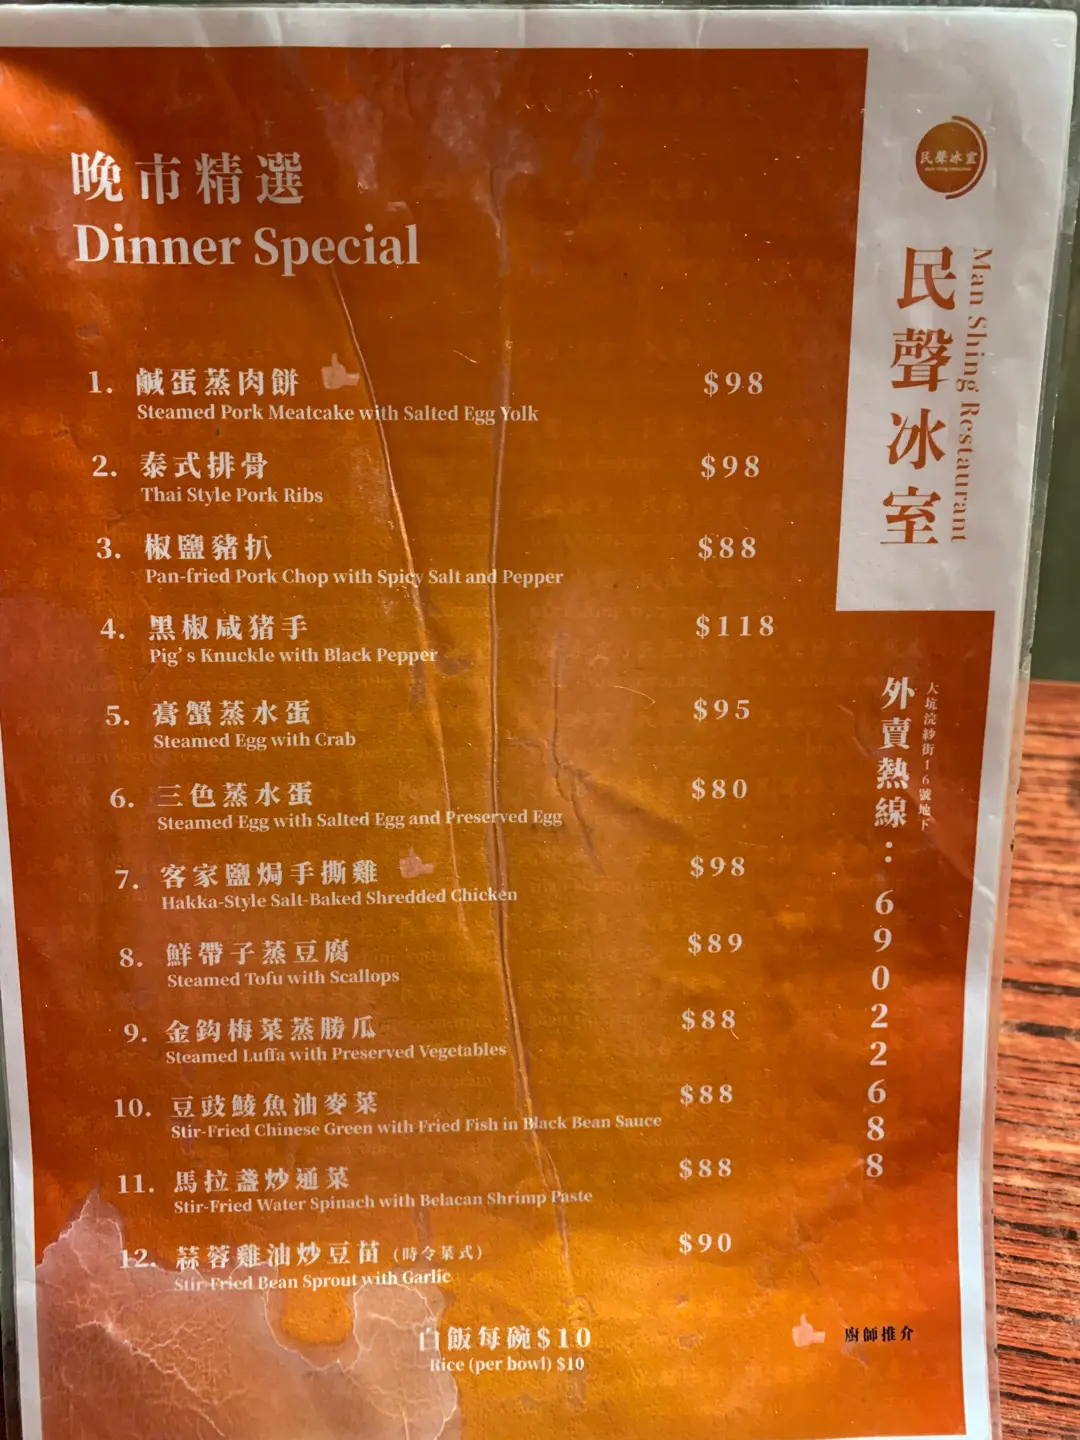 晚市精選
Dinner Special
1. 鹹蛋蒸肉餅 $98
Steamed Pork Meatcake with Salted Egg Yolk
2. 泰式排骨 $98
Thai Style Pork Ribs
3. 椒鹽豬扒 $88
Pan-fried Pork Chop with Spicy Salt and Pepper
4. 黑椒咸猪手 $118
Pig's Knuckle with Black Pepper
5. 膏蟹蒸水蛋 $95
Steamed Egg with Crab
6. 三色蒸水蛋 $80
Steamed Egg with Salted Egg and Preserved Egg
7. 客家鹽焗手撕雞 $98
Hakka-Style Salt-Baked Shredded Chicken
8. 鮮帶子蒸豆腐 $89
Steamed Tofu with Scallops
9. 金鈎梅菜蒸勝瓜 $88
Steamed Luffa with Preserved Vegetables
10. 豆豉鯪魚油麥菜 $88
Stir-Fried Chinese Green with Fried Fish in Black Bean Sauce
11. 馬拉盞炒通菜 $88
Stir-Fried Water Spinach with Belacan Shrimp Paste
12. 蒜蓉雞油炒豆苗 (時令菜式) $90
Stir-Fried Bean Sprout with Garlic
白飯每碗$10
Rice (per bowl) $10
廚師推介
民聲冰室
民聲冰室
Man Shing Restaurant
大坑浣紗街16號地下
外賣熱線：69022688